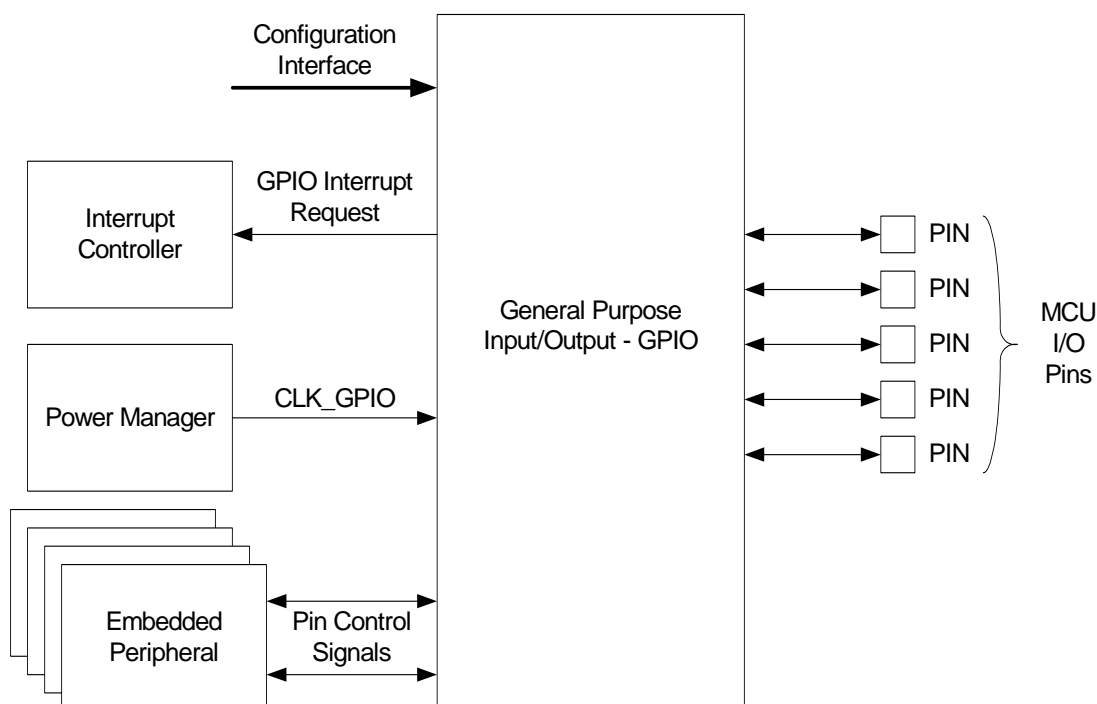 Configuration
Interface
Interrupt
Controller
GPIO Interrupt
Request
Power Manager
CLK_GPIO
Embedded
Peripheral
Pin Control
Signals
General Purpose
Input/Output - GPIO
PIN
PIN
PIN
PIN
PIN
MCU
I/O
Pins